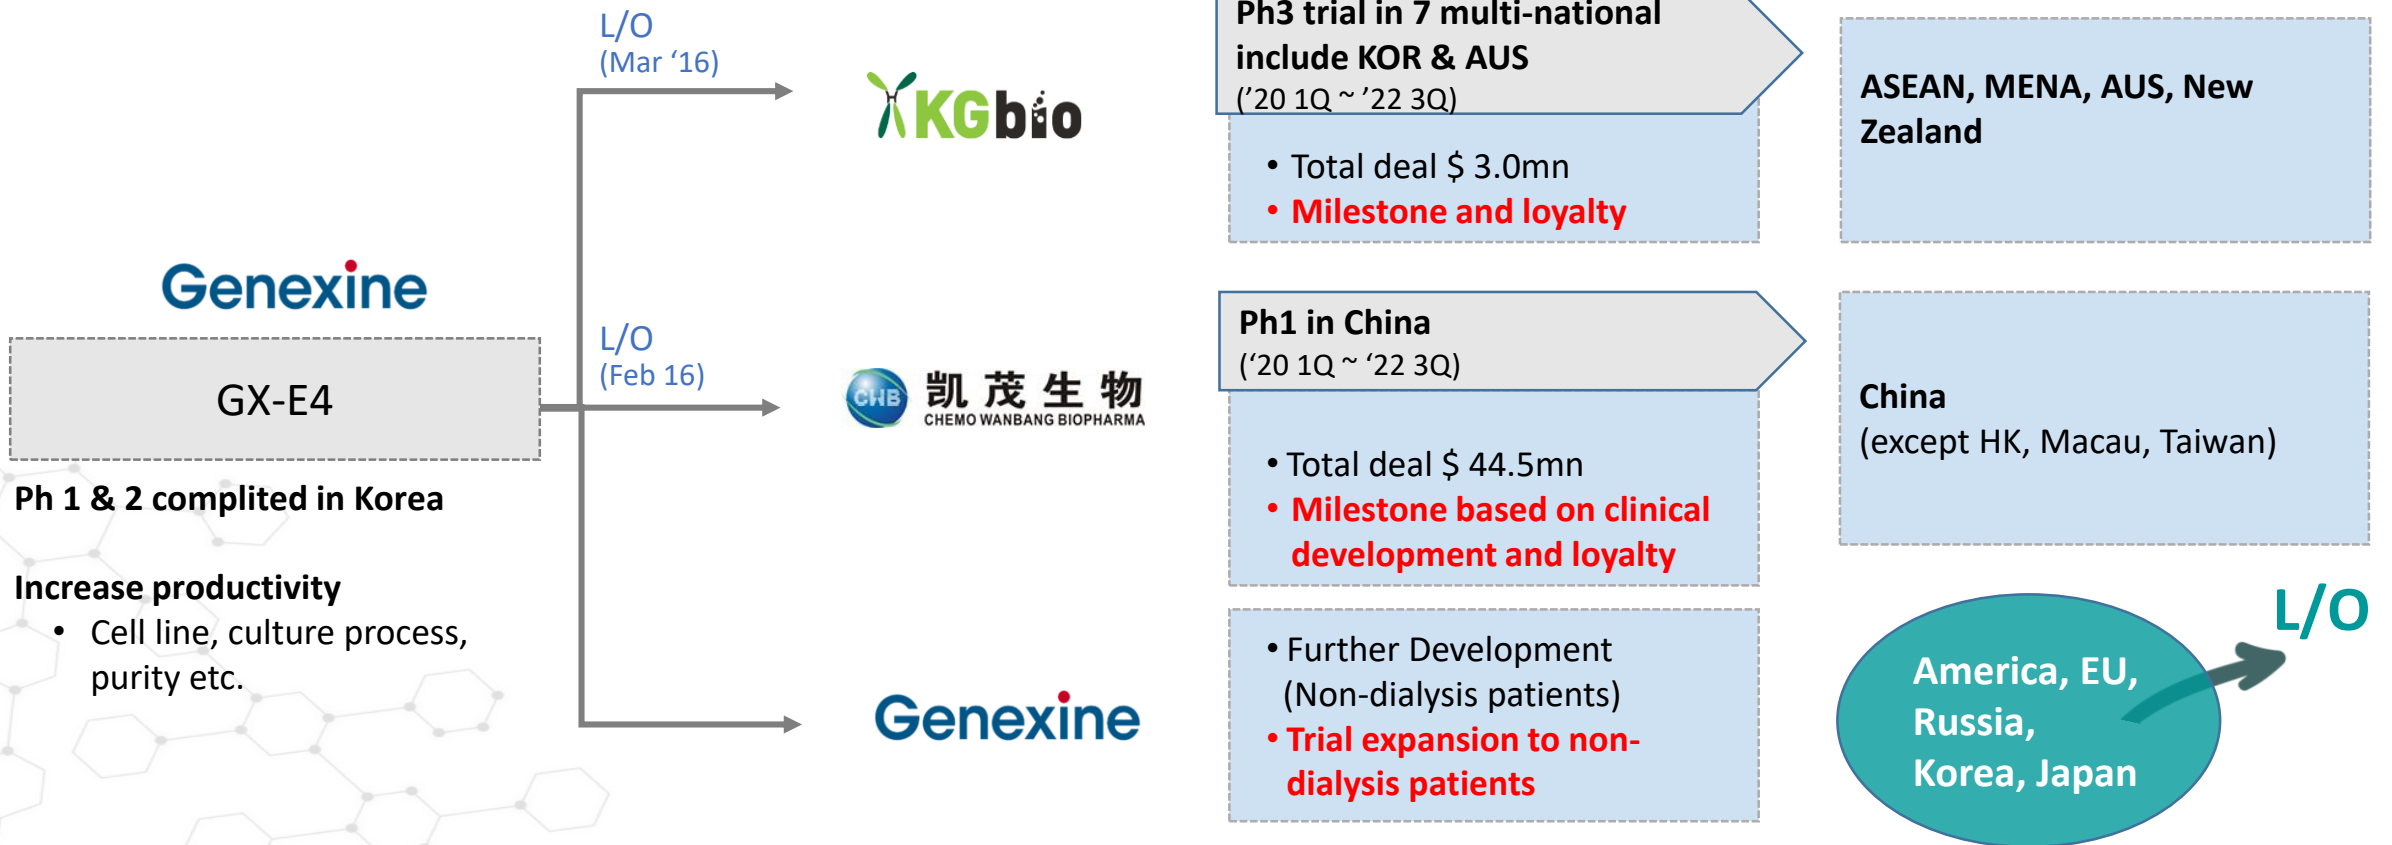 L/O
(Mar ‘16)
KGbio
Ph3 trial in 7 multi-national
include KOR & AUS
(’20 1Q ~ ’22 3Q)
• Total deal $ 3.0mn
• Milestone and loyalty
ASEAN, MENA, AUS, New
Zealand
Genexine
GX-E4
Ph 1 & 2 complited in Korea
Increase productivity
• Cell line, culture process,
purity etc.
L/O
(Feb 16)
CHB
凯茂生物
CHEMO WANBANG BIOPHARMA
Ph1 in China
(‘20 1Q ~ ‘22 3Q)
• Total deal $ 44.5mn
• Milestone based on clinical
development and loyalty
China
(except HK, Macau, Taiwan)
Genexine
• Further Development
(Non-dialysis patients)
• Trial expansion to non-
dialysis patients
L/O
America, EU,
Russia,
Korea, Japan